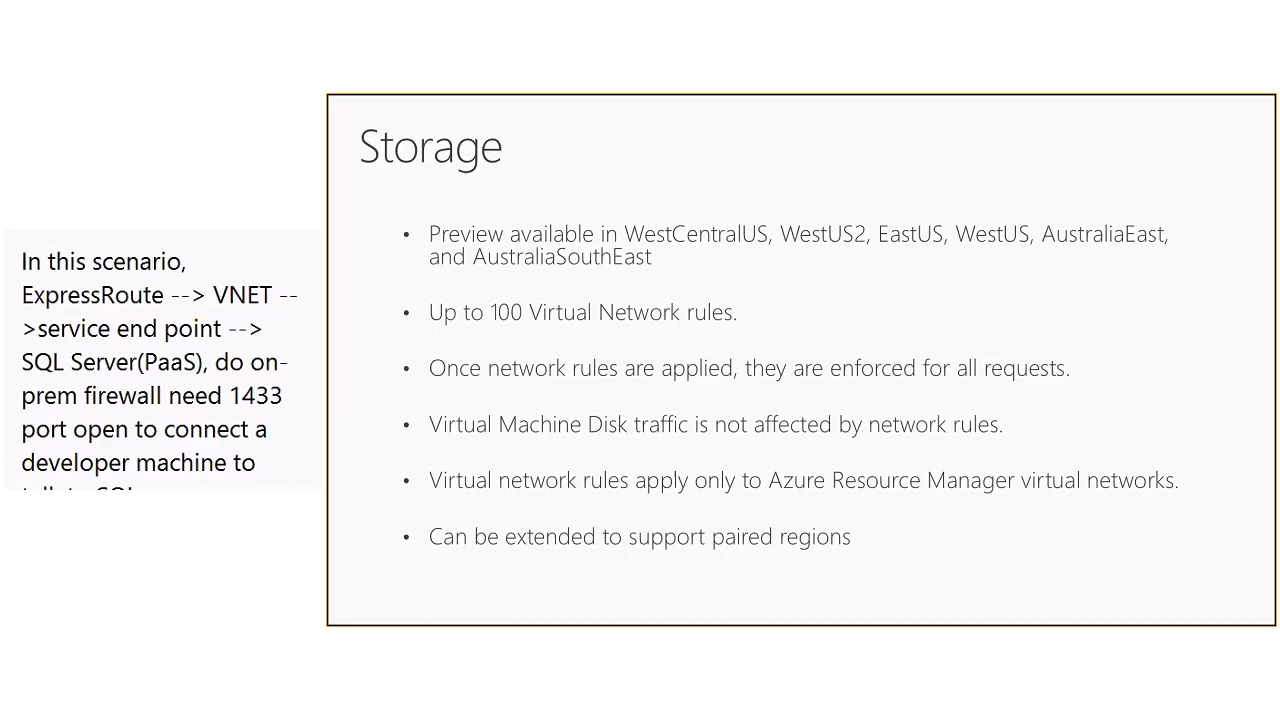 In this scenario,
ExpressRoute --> VNET --
>service end point -->
SQL Server(PaaS), do on-
prem firewall need 1433
port open to connect a
developer machine to
Storage
• Preview available in WestCentralUS, WestUS2, EastUS, WestUS, AustraliaEast,
and AustraliaSouthEast
• Up to 100 Virtual Network rules.
• Once network rules are applied, they are enforced for all requests.
• Virtual Machine Disk traffic is not affected by network rules.
• Virtual network rules apply only to Azure Resource Manager virtual networks.
• Can be extended to support paired regions